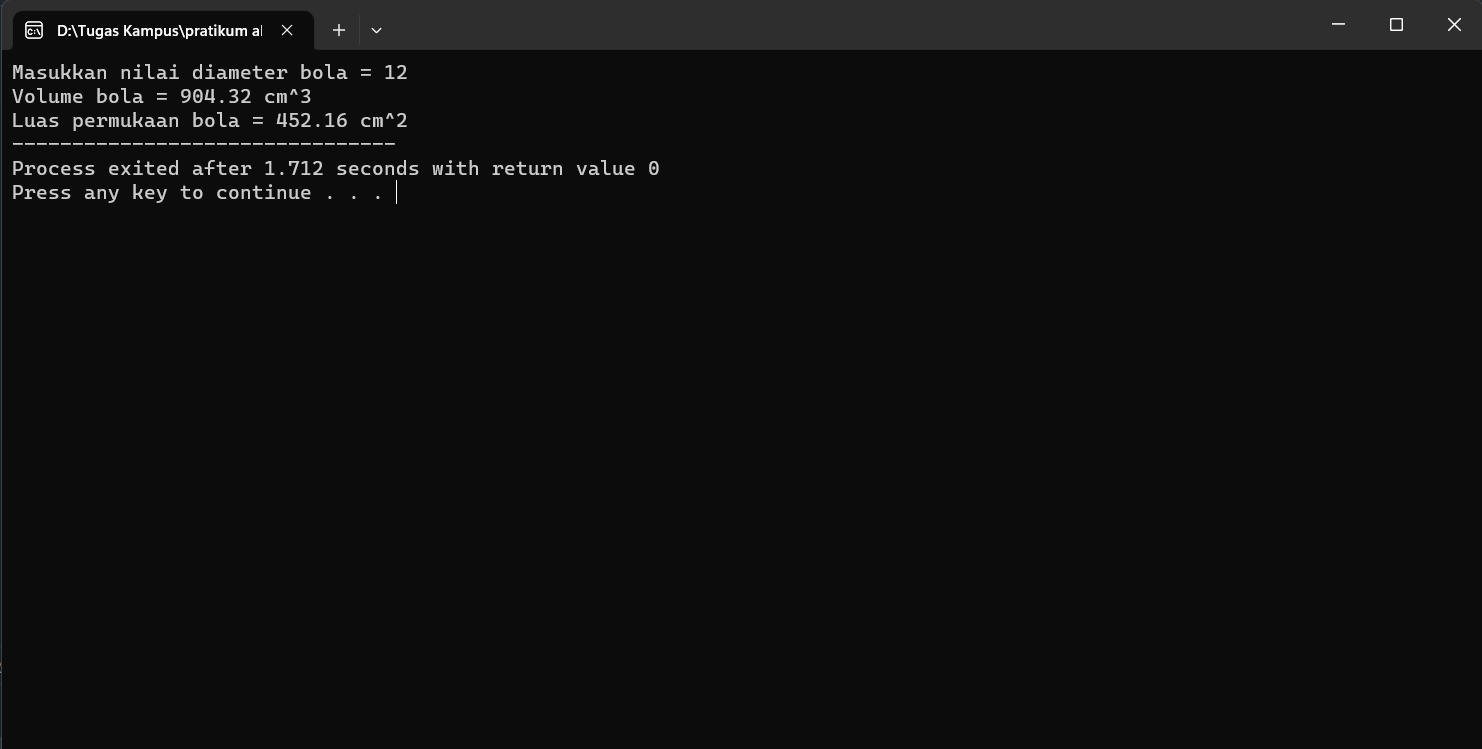 D:\Tugas Kampus\pratikum al
Masukkan nilai diameter bola = 12
Volume bola = 904.32 cm^3
Luas permukaan bola = 452.16 cm^2
--------------------------------
Process exited after 1.712 seconds with return value 0
Press any key to continue . . .